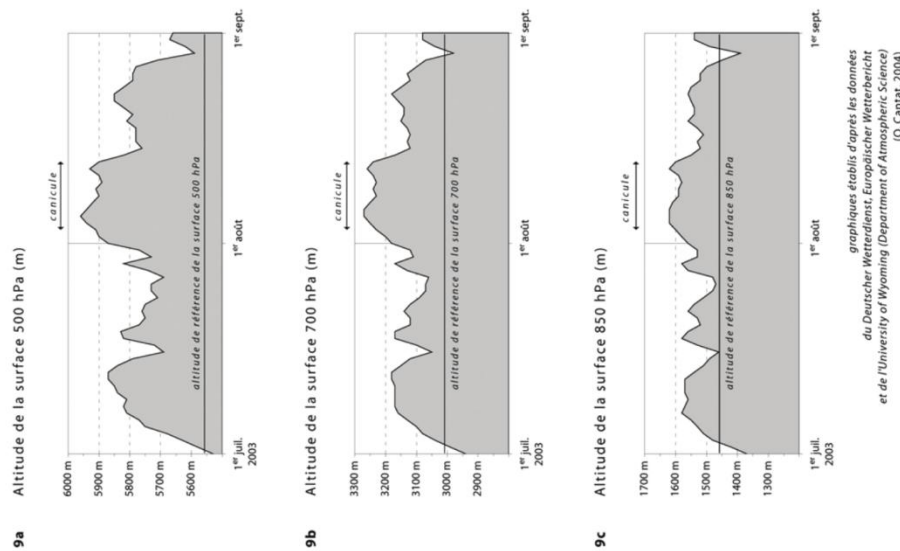 9a
Altitude de la surface 500 hPa (m)
canicule
6000 m
5900 m
5800 m
5700 m
5600 m
altitude de référence de la surface 500 hPa
1er juil.
2003
1er août
1er sept.
9b
Altitude de la surface 700 hPa (m)
canicule
3300 m
3200 m
3100 m
3000 m
2900 m
altitude de référence de la surface 700 hPa
1er juil.
2003
1er août
1er sept.
9c
Altitude de la surface 850 hPa (m)
canicule
1700 m
1600 m
1500 m
1400 m
1300 m
altitude de référence de la surface 850 hPa
1er juil.
2003
1er août
1er sept.
graphiques établis d'après les données
du Deutscher Wetterdienst, Europäischer Wetterbericht
et de l'University of Wyoming (Department of Atmospheric Science)
(O. Cantat, 2004)